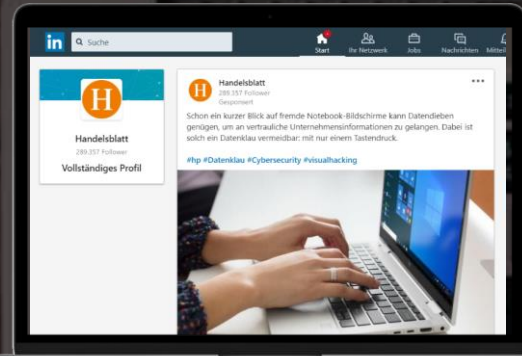 in
Suche
Start
Ihr Netzwerk
Jobs
Nachrichten
H
Handelsblatt
289.357 Follower
Vollständiges Profil
H
Handelsblatt
289.357 Follower
Gesponsert
Schon ein kurzer Blick auf fremde Notebook-Bildschirme kann Datendieben
genügen, um an vertrauliche Unternehmensinformationen zu gelangen. Dabei ist
solch ein Datenklau vermeidbar: mit nur einem Tastendruck.
#hp #Datenklau #Cybersecurity #visualhacking